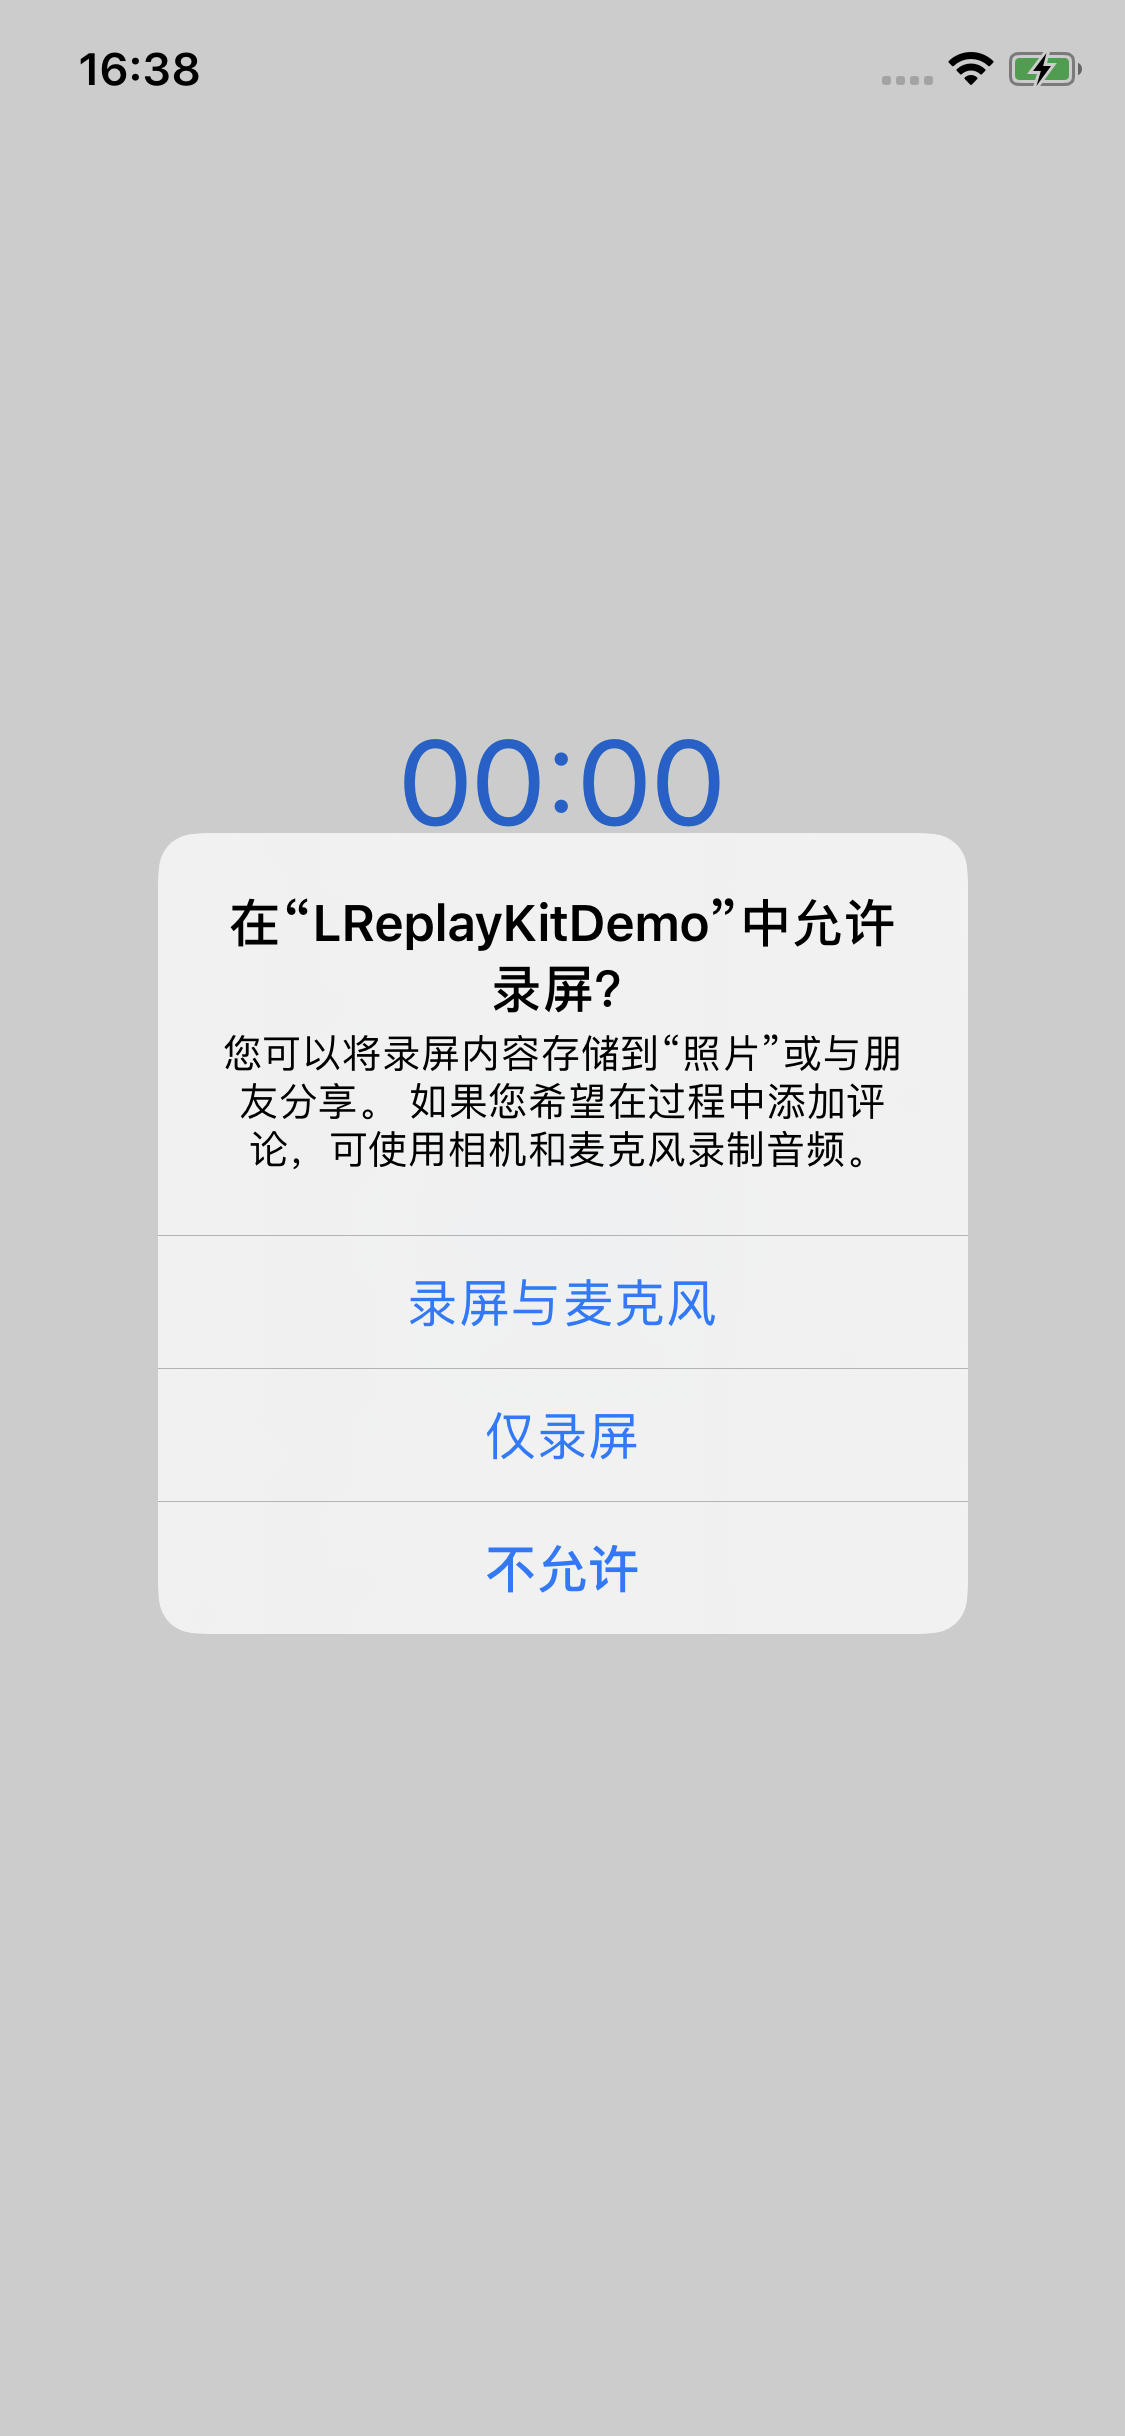 16:38
00:00
在“LReplayKitDemo”中允许
录屏?
您可以将录屏内容存储到“照片”或与朋
友分享。 如果您希望在过程中添加评
论，可使用相机和麦克风录制音频。
录屏与麦克风
仅录屏
不允许